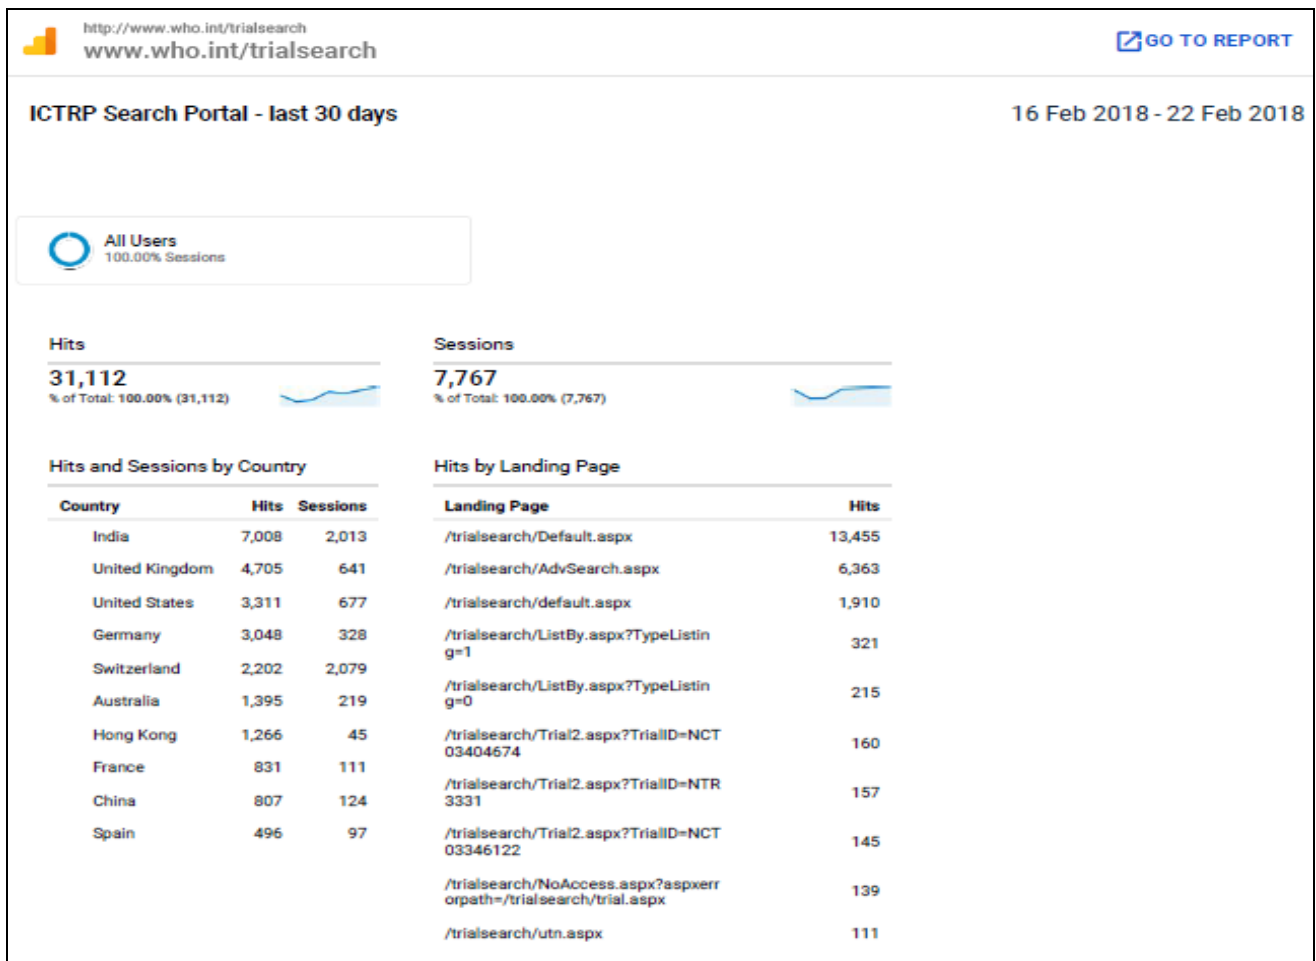 http://www.who.int/trialsearch
www.who.int/trialsearch
GO TO REPORT
ICTRP Search Portal - last 30 days
16 Feb 2018 - 22 Feb 2018
All Users
100.00% Sessions
Hits
31,112
% of Total: 100.00% (31,112)
Sessions
7,767
% of Total: 100.00% (7,767)
Hits and Sessions by Country
Country Hits Sessions
India 7,008 2,013
United Kingdom 4,705 641
United States 3,311 677
Germany 3,048 328
Switzerland 2,202 2,079
Australia 1,395 219
Hong Kong 1,266 45
France 831 111
China 807 124
Spain 496 97
Hits by Landing Page
Landing Page Hits
/trialsearch/Default.aspx 13,455
/trialsearch/AdvSearch.aspx 6,363
/trialsearch/default.aspx 1,910
/trialsearch/ListBy.aspx?TypeListin
g=1 321
/trialsearch/ListBy.aspx?TypeListin
g=0 215
/trialsearch/Trial2.aspx?TrialID=NCT
03404674 160
/trialsearch/Trial2.aspx?TrialID=NTR
3331 157
/trialsearch/Trial2.aspx?TrialID=NCT
03346122 145
/trialsearch/NoAccess.aspx?aspxerr
orpath=/trialsearch/trial.aspx 139
/trialsearch/utn.aspx 111